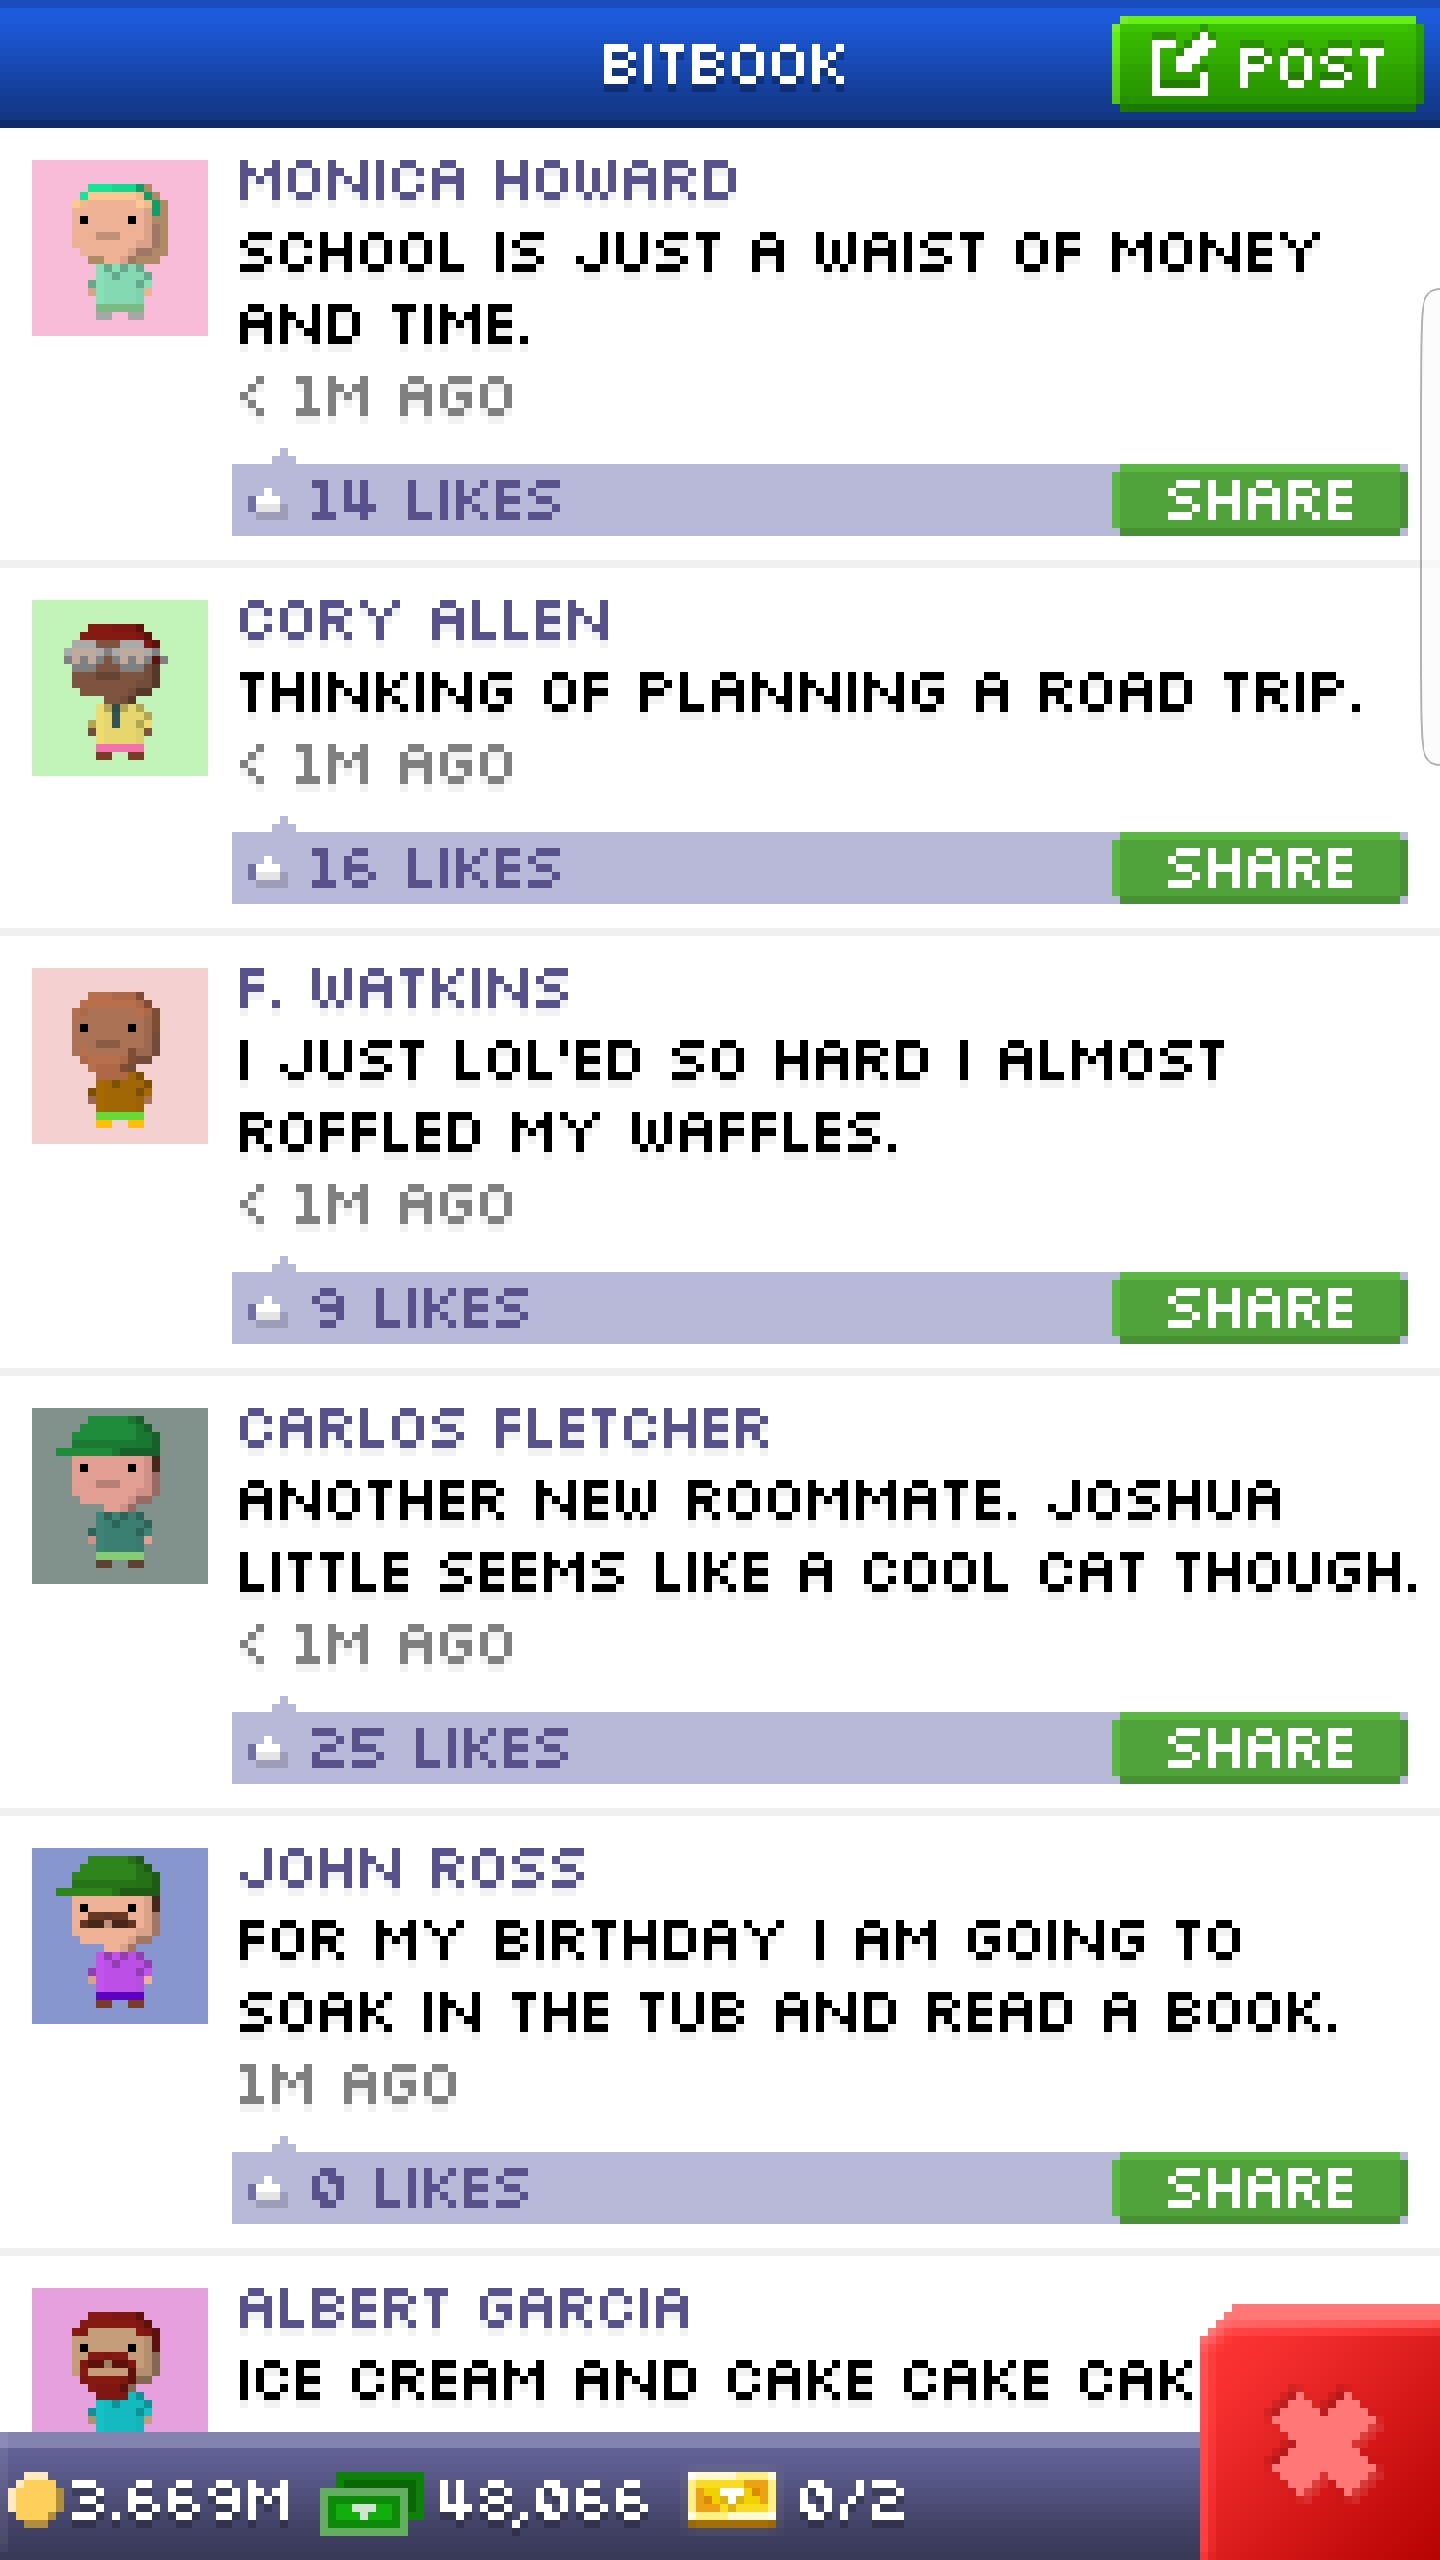 BITBOOK
POST
MONICA HOWARD
SCHOOL IS JUST A WAIST OF MONEY
AND TIME.
< 1M AGO
14 LIKES
SHARE
CORY ALLEN
THINKING OF PLANNING A ROAD TRIP.
< 1M AGO
16 LIKES
SHARE
F. WATKINS
I JUST LOL'ED SO HARD I ALMOST
ROFFLED MY WAFFLES.
< 1M AGO
9 LIKES
SHARE
CARLOS FLETCHER
ANOTHER NEW ROOMMATE. JOSHUA
LITTLE SEEMS LIKE A COOL CAT THOUGH.
< 1M AGO
25 LIKES
SHARE
JOHN ROSS
FOR MY BIRTHDAY I AM GOING TO
SOAK IN THE TUB AND READ A BOOK.
1M AGO
0 LIKES
SHARE
ALBERT GARCIA
ICE CREAM AND CAKE CAKE CAK
3.669M 48,066 0/2